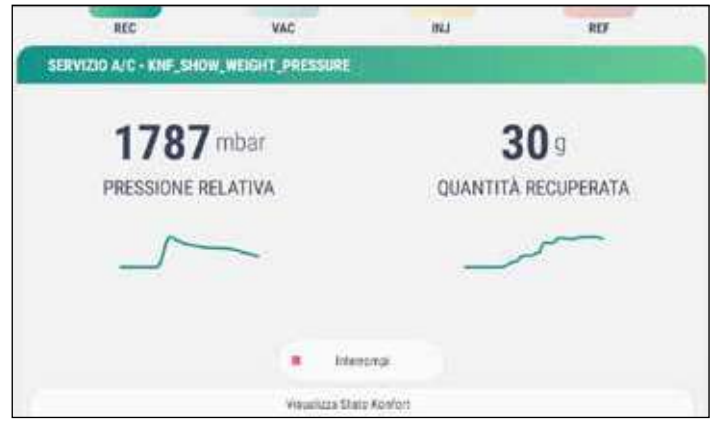 REC VAC INJ REF
SERVIZIO A/C - KNF_SHOW_WEIGHT_PRESSURE
1787 mbar 30 g
PRESSIONE RELATIVA QUANTITÀ RECUPERATA
Interrompi
Visualizza Stato Konfort